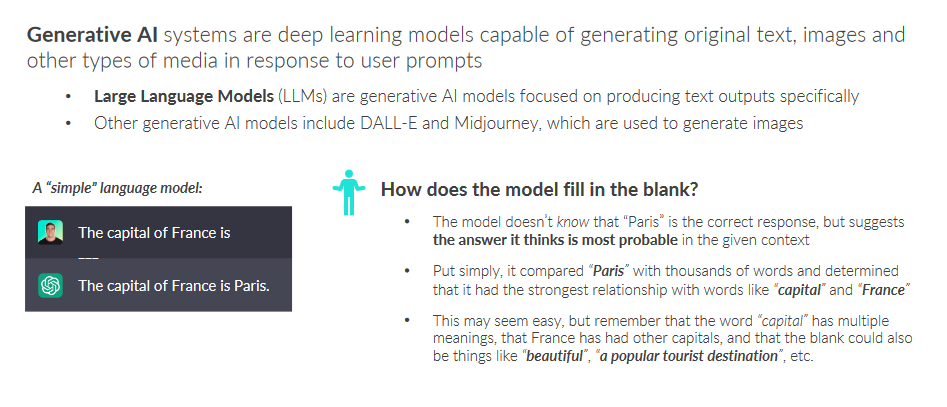 Generative AI systems are deep learning models capable of generating original text, images and
other types of media in response to user prompts
• Large Language Models (LLMs) are generative AI models focused on producing text outputs specifically
• Other generative AI models include DALL-E and Midjourney, which are used to generate images
A “simple” language model:
The capital of France is
___
The capital of France is Paris.
How does the model fill in the blank?
• The model doesn’t know that “Paris” is the correct response, but suggests
the answer it thinks is most probable in the given context
• Put simply, it compared “Paris” with thousands of words and determined
that it had the strongest relationship with words like “capital” and “France”
• This may seem easy, but remember that the word “capital” has multiple
meanings, that France has had other capitals, and that the blank could also
be things like “beautiful”, “a popular tourist destination”, etc.